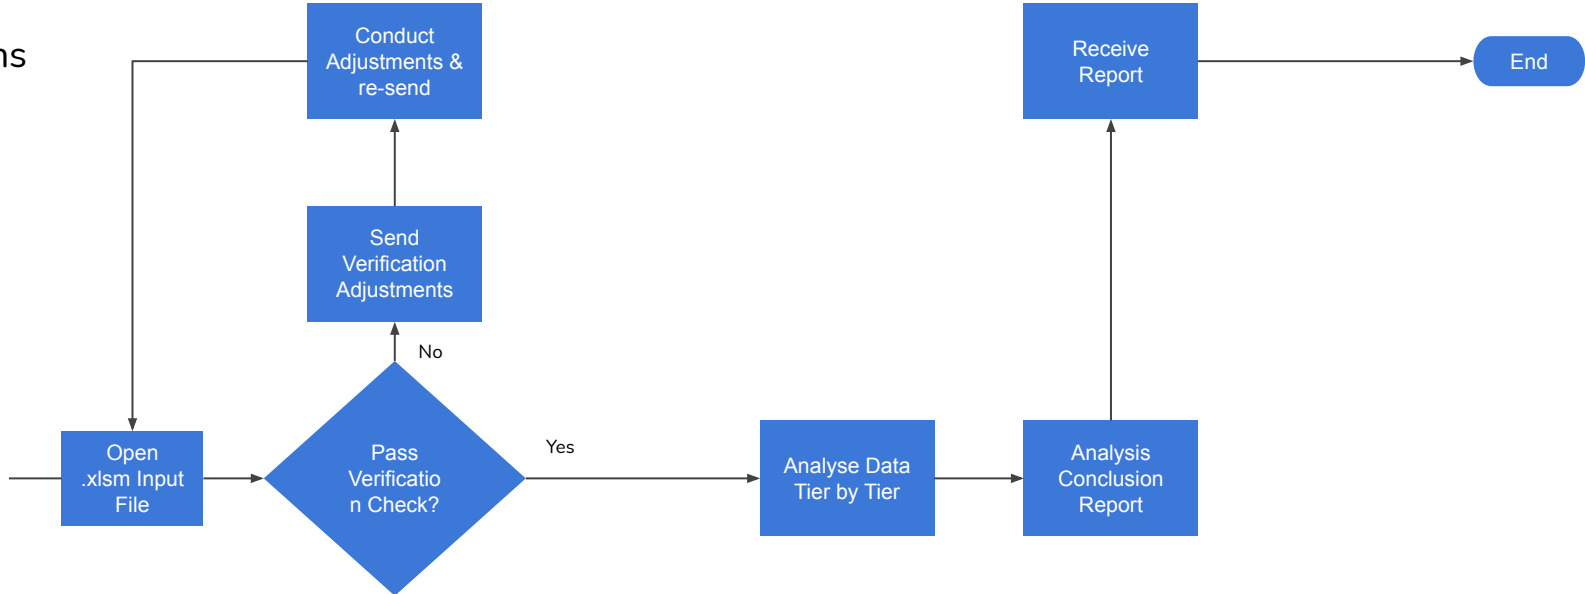 ns
Conduct
Adjustments &
re-send
Receive
Report
End
Send
Verification
Adjustments
No
Open
.xlsm Input
File
Pass
Verificatio
n Check?
Yes
Analyse Data
Tier by Tier
Analysis
Conclusion
Report